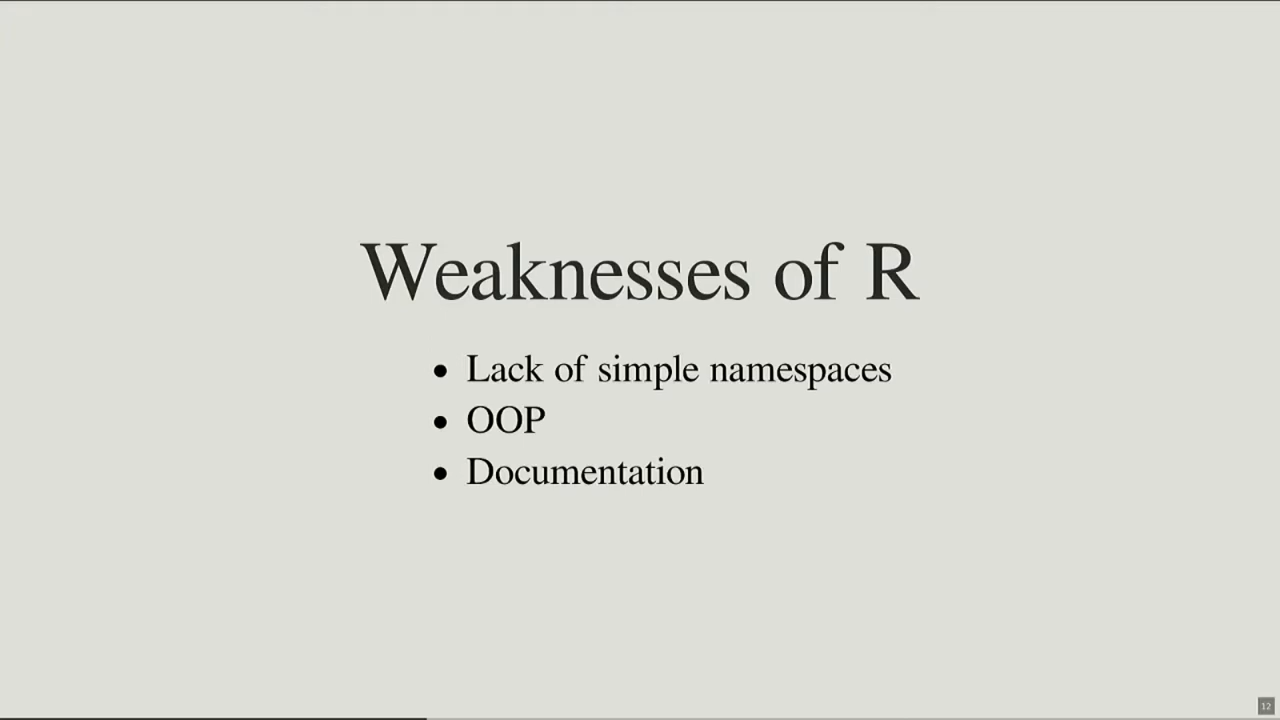 Weaknesses of R
• Lack of simple namespaces
• OOP
• Documentation
12